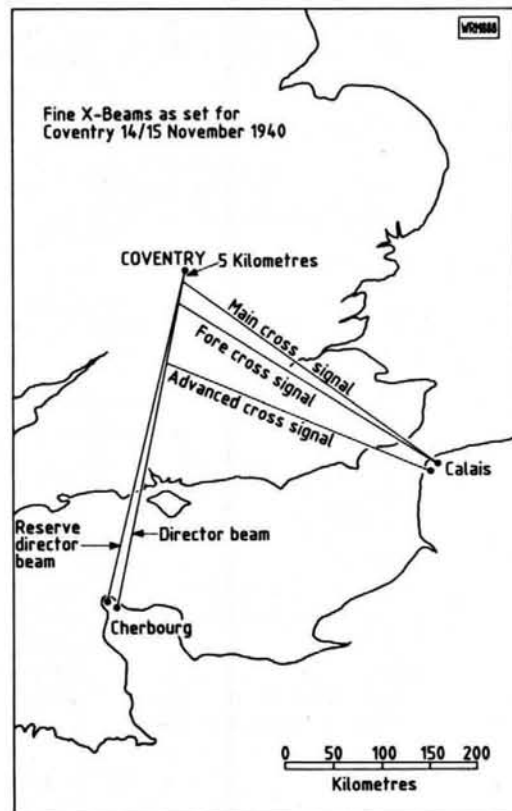 WRM888
Fine X-Beams as set for
Coventry 14/15 November 1940
COVENTRY
5 Kilometres
Main cross signal
Fore cross signal
Advanced cross signal
Calais
Reserve
director
beam
Director beam
Cherbourg
0 50 100 150 200
Kilometres